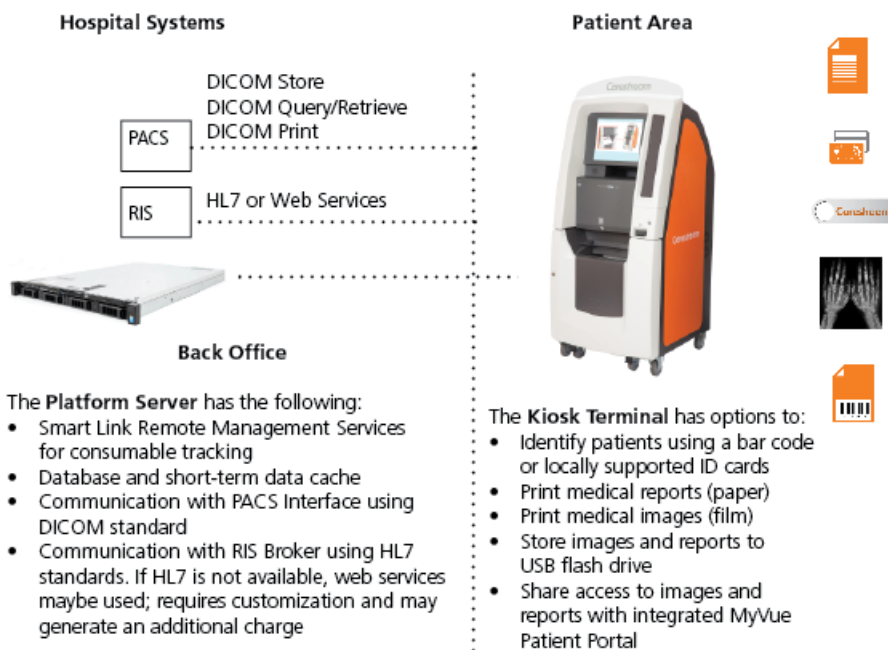 Hospital Systems
PACS
DICOM Store
DICOM Query/Retrieve
DICOM Print
RIS
HL7 or Web Services
Back Office
The Platform Server has the following:
• Smart Link Remote Management Services
for consumable tracking
• Database and short-term data cache
• Communication with PACS Interface using
DICOM standard
• Communication with RIS Broker using HL7
standards. If HL7 is not available, web services
maybe used; requires customization and may
generate an additional charge
Patient Area
Carestream
Carestream
Carestream
The Kiosk Terminal has options to:
• Identify patients using a bar code
or locally supported ID cards
• Print medical reports (paper)
• Print medical images (film)
• Store images and reports to
USB flash drive
• Share access to images and
reports with integrated MyVue
Patient Portal